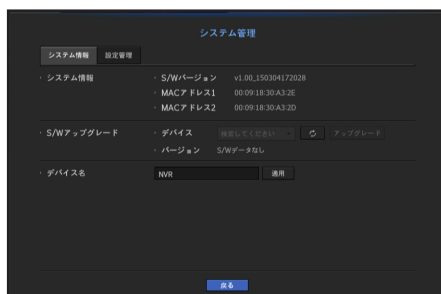 システム管理
システム情報 設定管理
・システム情報 ・S/Wバージョン v1.00_150304172028
・MACアドレス1 00:09:18:30:A3:2E
・MACアドレス2 00:09:18:30:A3:2D
・S/Wアップグレード ・デバイス 検索してください アップグレード
・バージョン S/Wデータなし
・デバイス名 NVR 適用
戻る